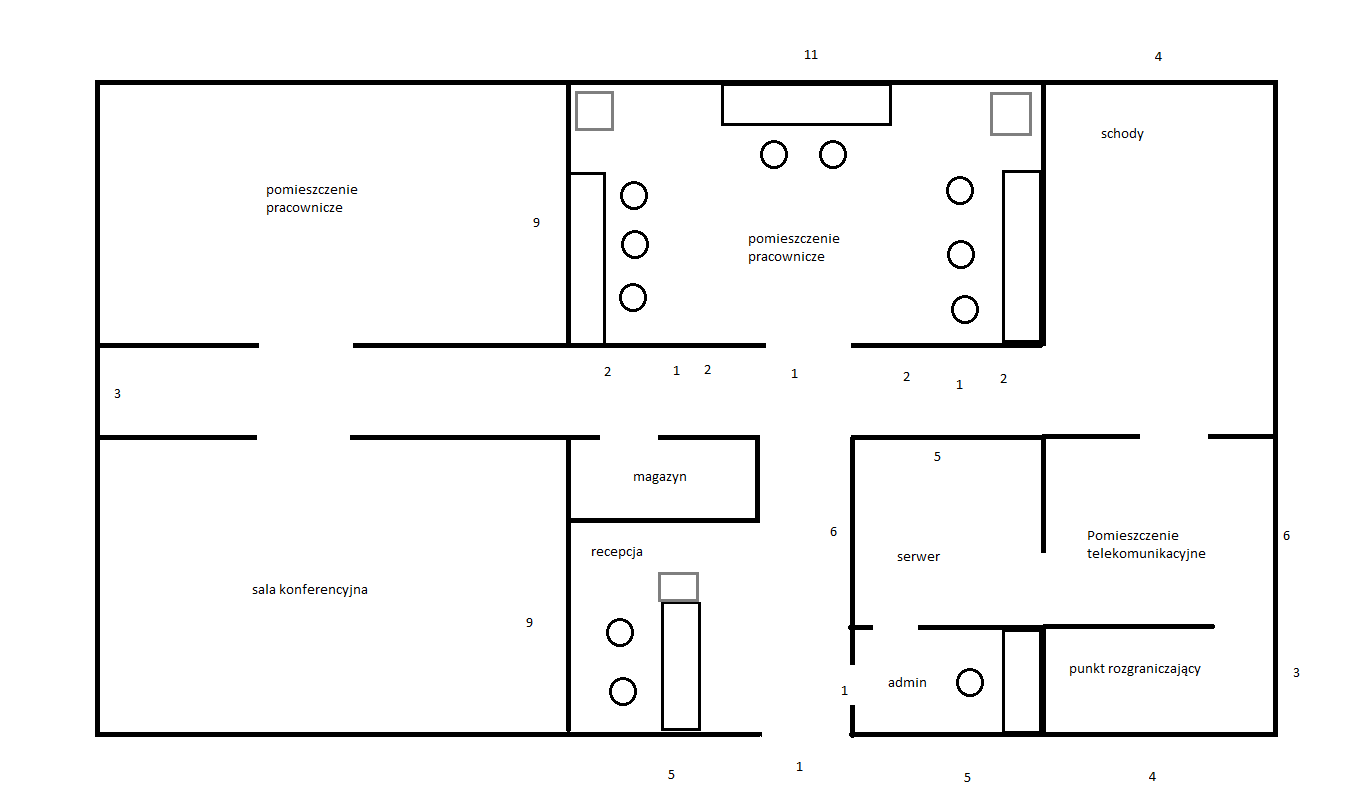 11
4
schody
pomieszczenie
pracownicze
9
pomieszczenie
pracownicze
2
1
2
1
2
1
2
3
5
magazyn
6
recepcja
serwer
Pomieszczenie
telekomunikacyjne
6
sala konferencyjna
9
admin
1
punkt rozgraniczający
3
5
1
5
4